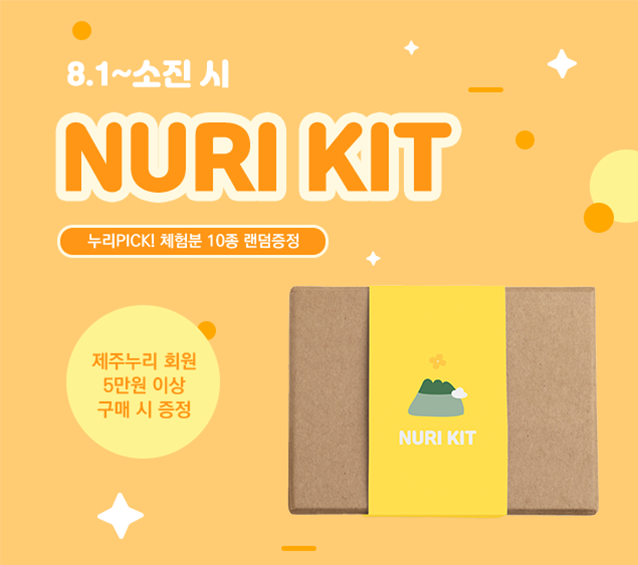 8.1~소진 시
NURI KIT
누리PICK! 체험분 10종 랜덤증정
제주누리 회원
5만원 이상
구매 시 증정
NURI KIT